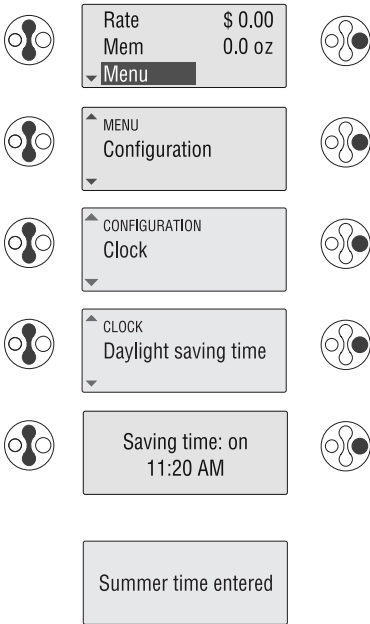 Rate $ 0.00
Mem 0.0 oz
Menu
MENU
Configuration
CONFIGURATION
Clock
CLOCK
Daylight saving time
Saving time: on
11:20 AM
Summer time entered